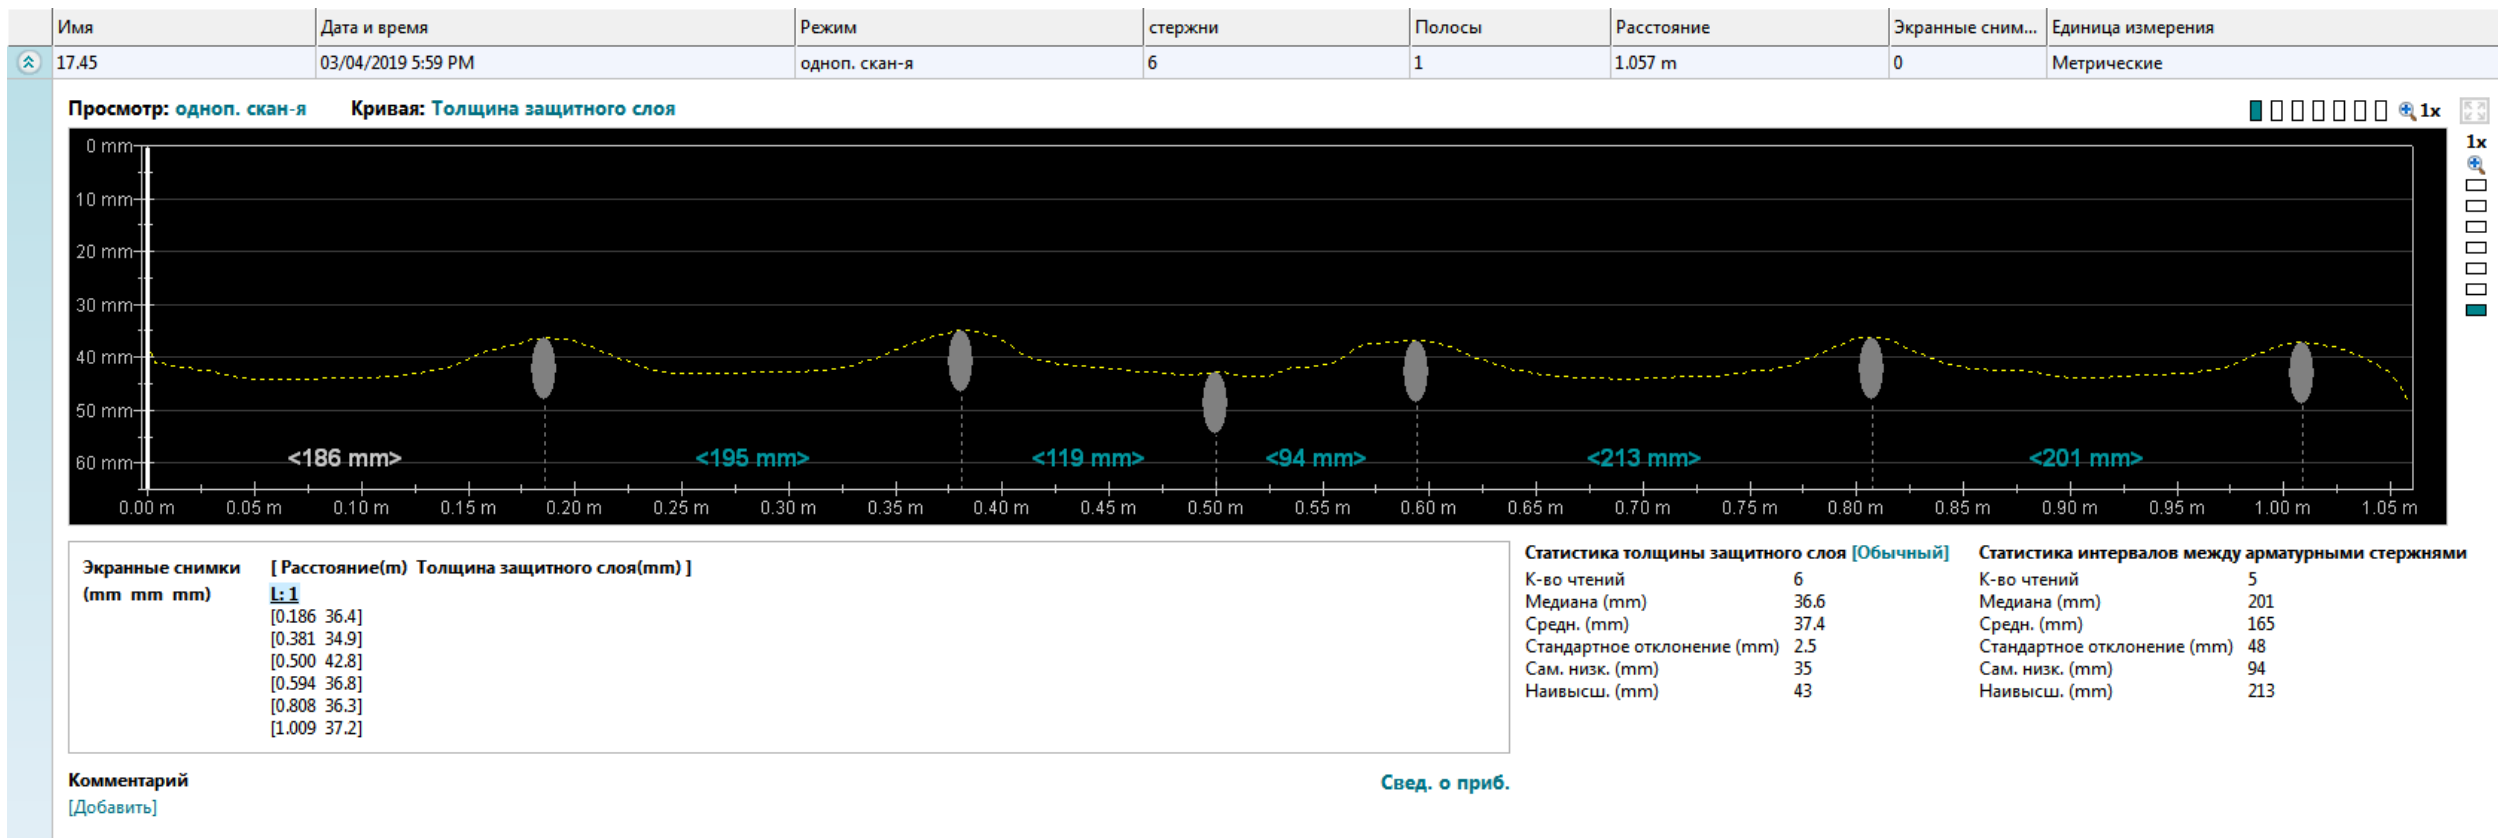 Имя Дата и время Режим стержни Полосы Расстояние Экранные сним... Единица измерения
17.45 03/04/2019 5:59 PM одноп. скан-я 6 1 1.057 m 0 Метрические
Просмотр: одноп. скан-я Кривая: Толщина защитного слоя 1x
1x
0 mm
10 mm
20 mm
30 mm
40 mm
50 mm
60 mm <186 mm> <195 mm> <119 mm> <94 mm> <213 mm> <201 mm>
0.00 m 0.05 m 0.10 m 0.15 m 0.20 m 0.25 m 0.30 m 0.35 m 0.40 m 0.45 m 0.50 m 0.55 m 0.60 m 0.65 m 0.70 m 0.75 m 0.80 m 0.85 m 0.90 m 0.95 m 1.00 m 1.05 m
Экранные снимки [ Расстояние(m) Толщина защитного слоя(mm) ]
(mm mm mm) L: 1
[0.186 36.4]
[0.381 34.9]
[0.500 42.8]
[0.594 36.8]
[0.808 36.3]
[1.009 37.2]
Статистика толщины защитного слоя [Обычный]
К-во чтений 6
Медиана (mm) 36.6
Средн. (mm) 37.4
Стандартное отклонение (mm) 2.5
Сам. низк. (mm) 35
Наивысш. (mm) 43
Статистика интервалов между арматурными стержнями
К-во чтений 5
Медиана (mm) 201
Средн. (mm) 165
Стандартное отклонение (mm) 48
Сам. низк. (mm) 94
Наивысш. (mm) 213
Комментарий Свед. о приб.
[Добавить]